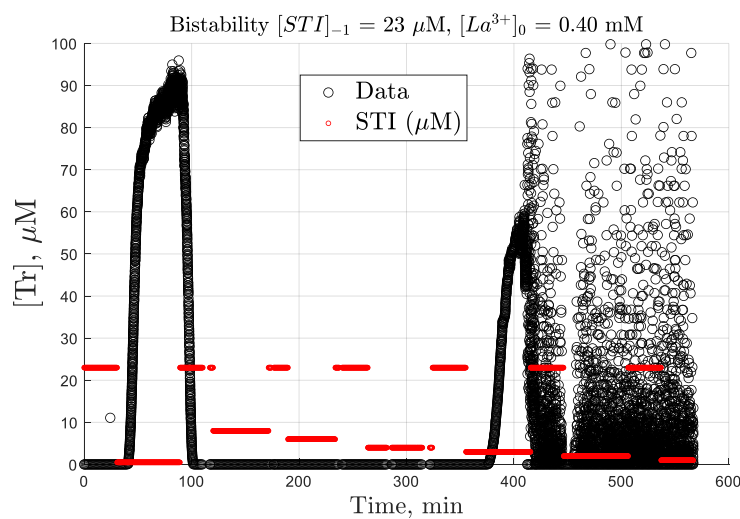 Bistability [STI]₋₁ = 23 μM, [La³⁺]₀ = 0.40 mM
100
90
80
70
60
50
40
30
20
10
0
[Tr], μM
Data
STI (μM)
0 100 200 300 400 500 600
Time, min